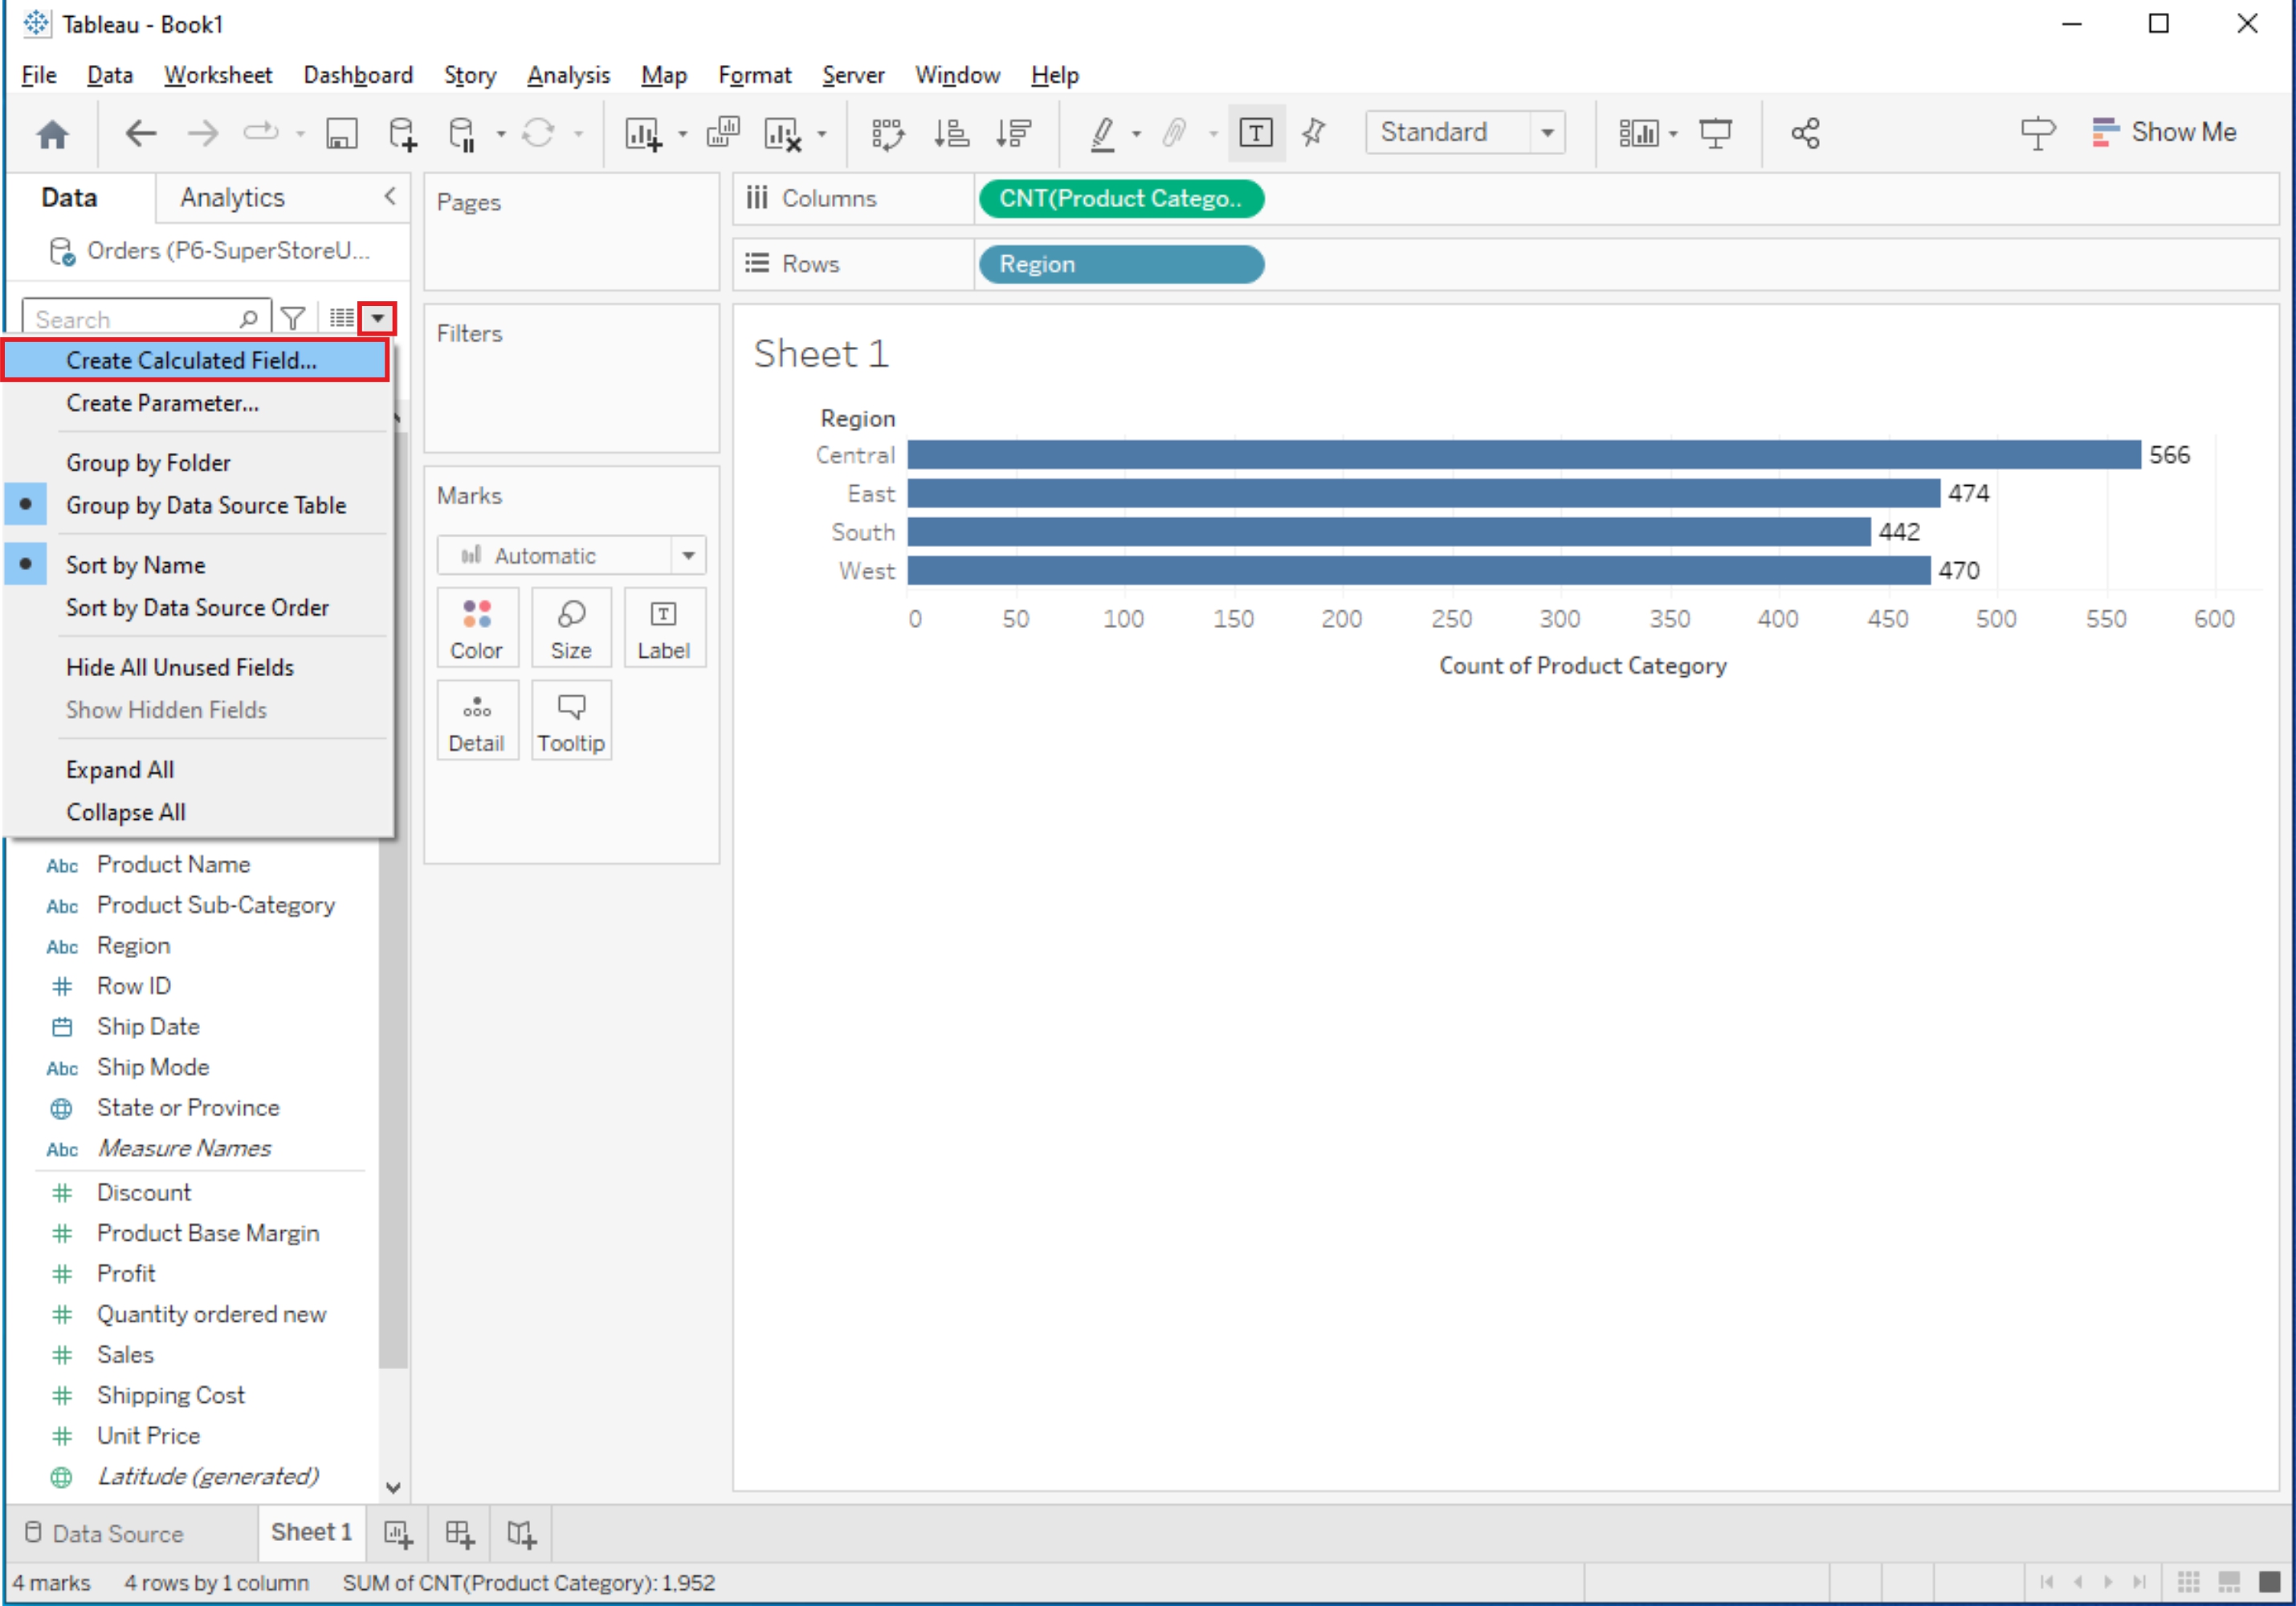 Tableau - Book1
File Data Worksheet Dashboard Story Analysis Map Format Server Window Help
Standard
Show Me
Data Analytics
Orders (P6-SuperStoreU...
Search
Create Calculated Field...
Create Parameter...
Group by Folder
Group by Data Source Table
Sort by Name
Sort by Data Source Order
Hide All Unused Fields
Show Hidden Fields
Expand All
Collapse All
Abc Product Name
Abc Product Sub-Category
Abc Region
# Row ID
Ship Date
Abc Ship Mode
State or Province
Abc Measure Names
# Discount
# Product Base Margin
# Profit
# Quantity ordered new
# Sales
# Shipping Cost
# Unit Price
Latitude (generated)
Pages
Filters
Marks
Automatic
Color Size T Label
Detail Tooltip
Columns CNT(Product Catego..
Rows Region
Sheet 1
Region
Central 566
East 474
South 442
West 470
0 50 100 150 200 250 300 350 400 450 500 550 600
Count of Product Category
Data Source Sheet 1
4 marks 4 rows by 1 column SUM of CNT(Product Category): 1,952